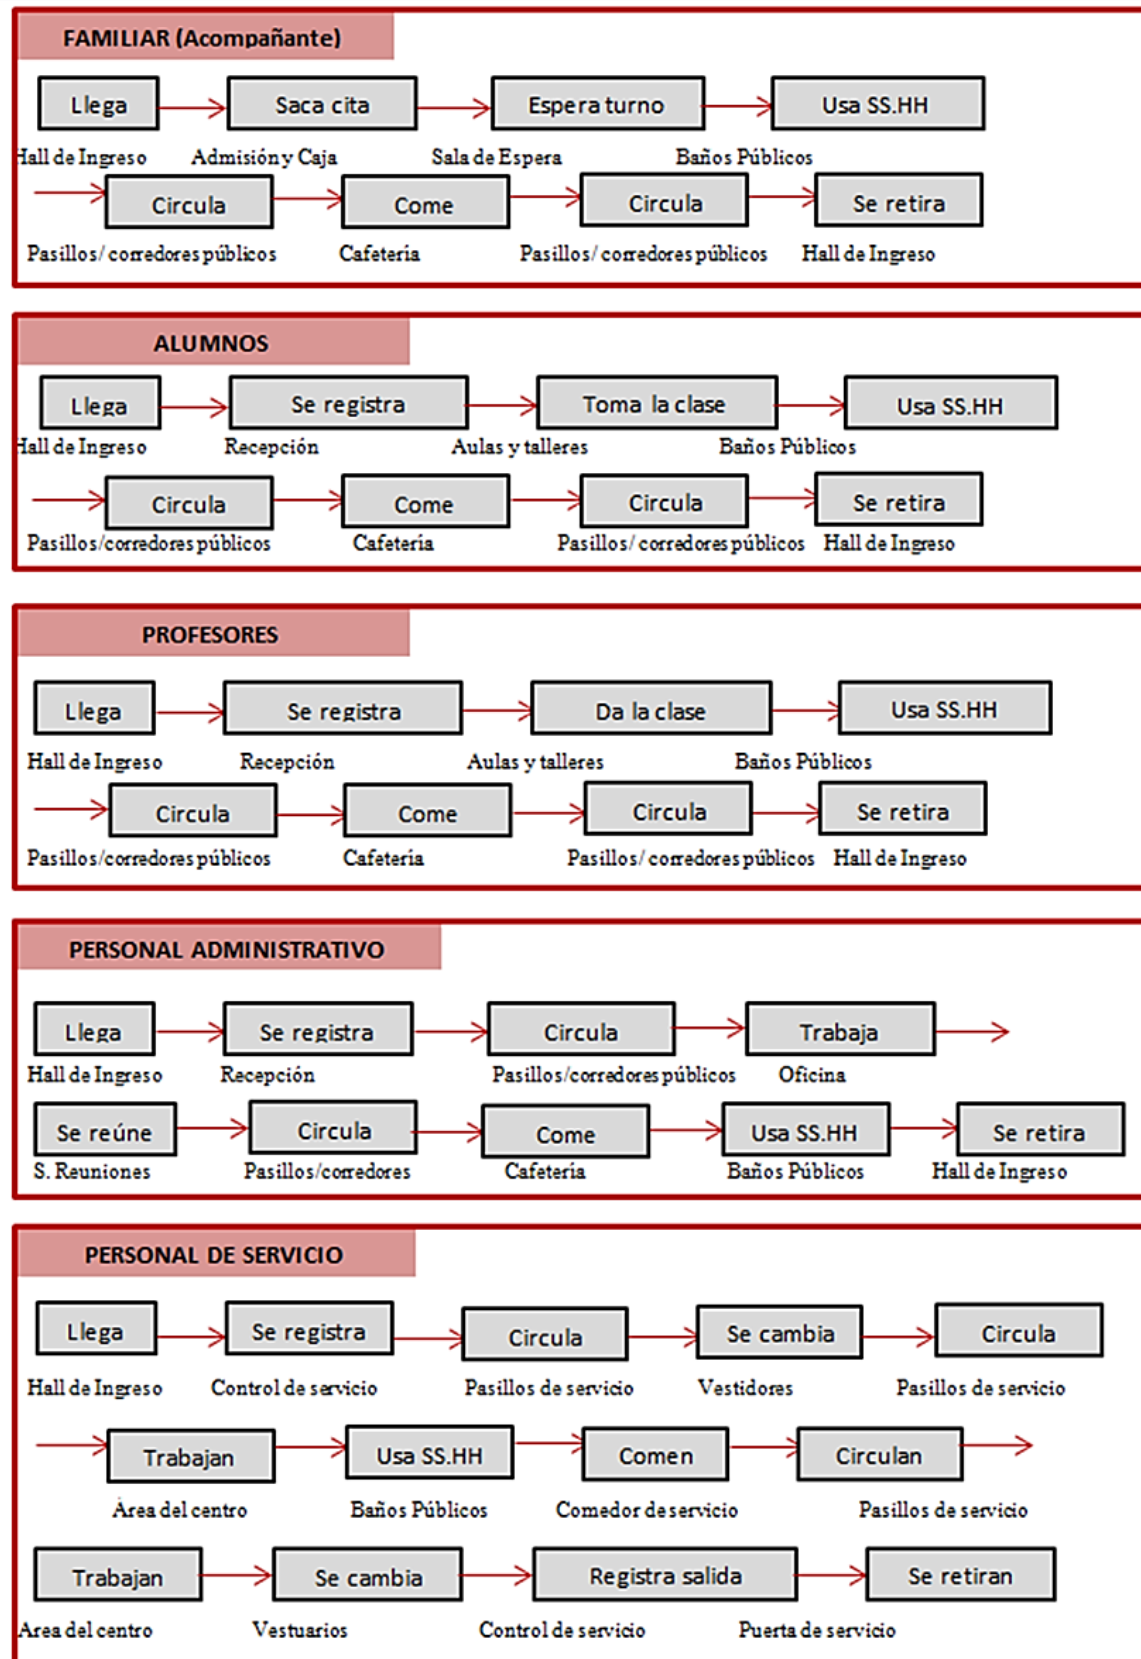 FAMILIAR (Acompañante)
Llega Saca cita Espera turno Usa SS.HH
Hall de Ingreso Admisión y Caja Sala de Espera Baños Públicos
Circula Come Circula Se retira
Pasillos/ corredores públicos Cafetería Pasillos/ corredores públicos Hall de Ingreso
ALUMNOS
Llega Se registra Toma la clase Usa SS.HH
Hall de Ingreso Recepción Aulas y talleres Baños Públicos
Circula Come Circula Se retira
Pasillos/corredores públicos Cafetería Pasillos/ corredores públicos Hall de Ingreso
PROFESORES
Llega Se registra Da la clase Usa SS.HH
Hall de Ingreso Recepción Aulas y talleres Baños Públicos
Circula Come Circula Se retira
Pasillos/corredores públicos Cafetería Pasillos/ corredores públicos Hall de Ingreso
PERSONAL ADMINISTRATIVO
Llega Se registra Circula Trabaja
Hall de Ingreso Recepción Pasillos/corredores públicos Oficina
Se reúne Circula Come Usa SS.HH Se retira
S. Reuniones Pasillos/corredores Cafetería Baños Públicos Hall de Ingreso
PERSONAL DE SERVICIO
Llega Se registra Circula Se cambia Circula
Hall de Ingreso Control de servicio Pasillos de servicio Vestidores Pasillos de servicio
Trabajan Usa SS.HH Comen Circulan
Área del centro Baños Públicos Comedor de servicio Pasillos de servicio
Trabajan Se cambia Registra salida Se retiran
Area del centro Vestuarios Control de servicio Puerta de servicio